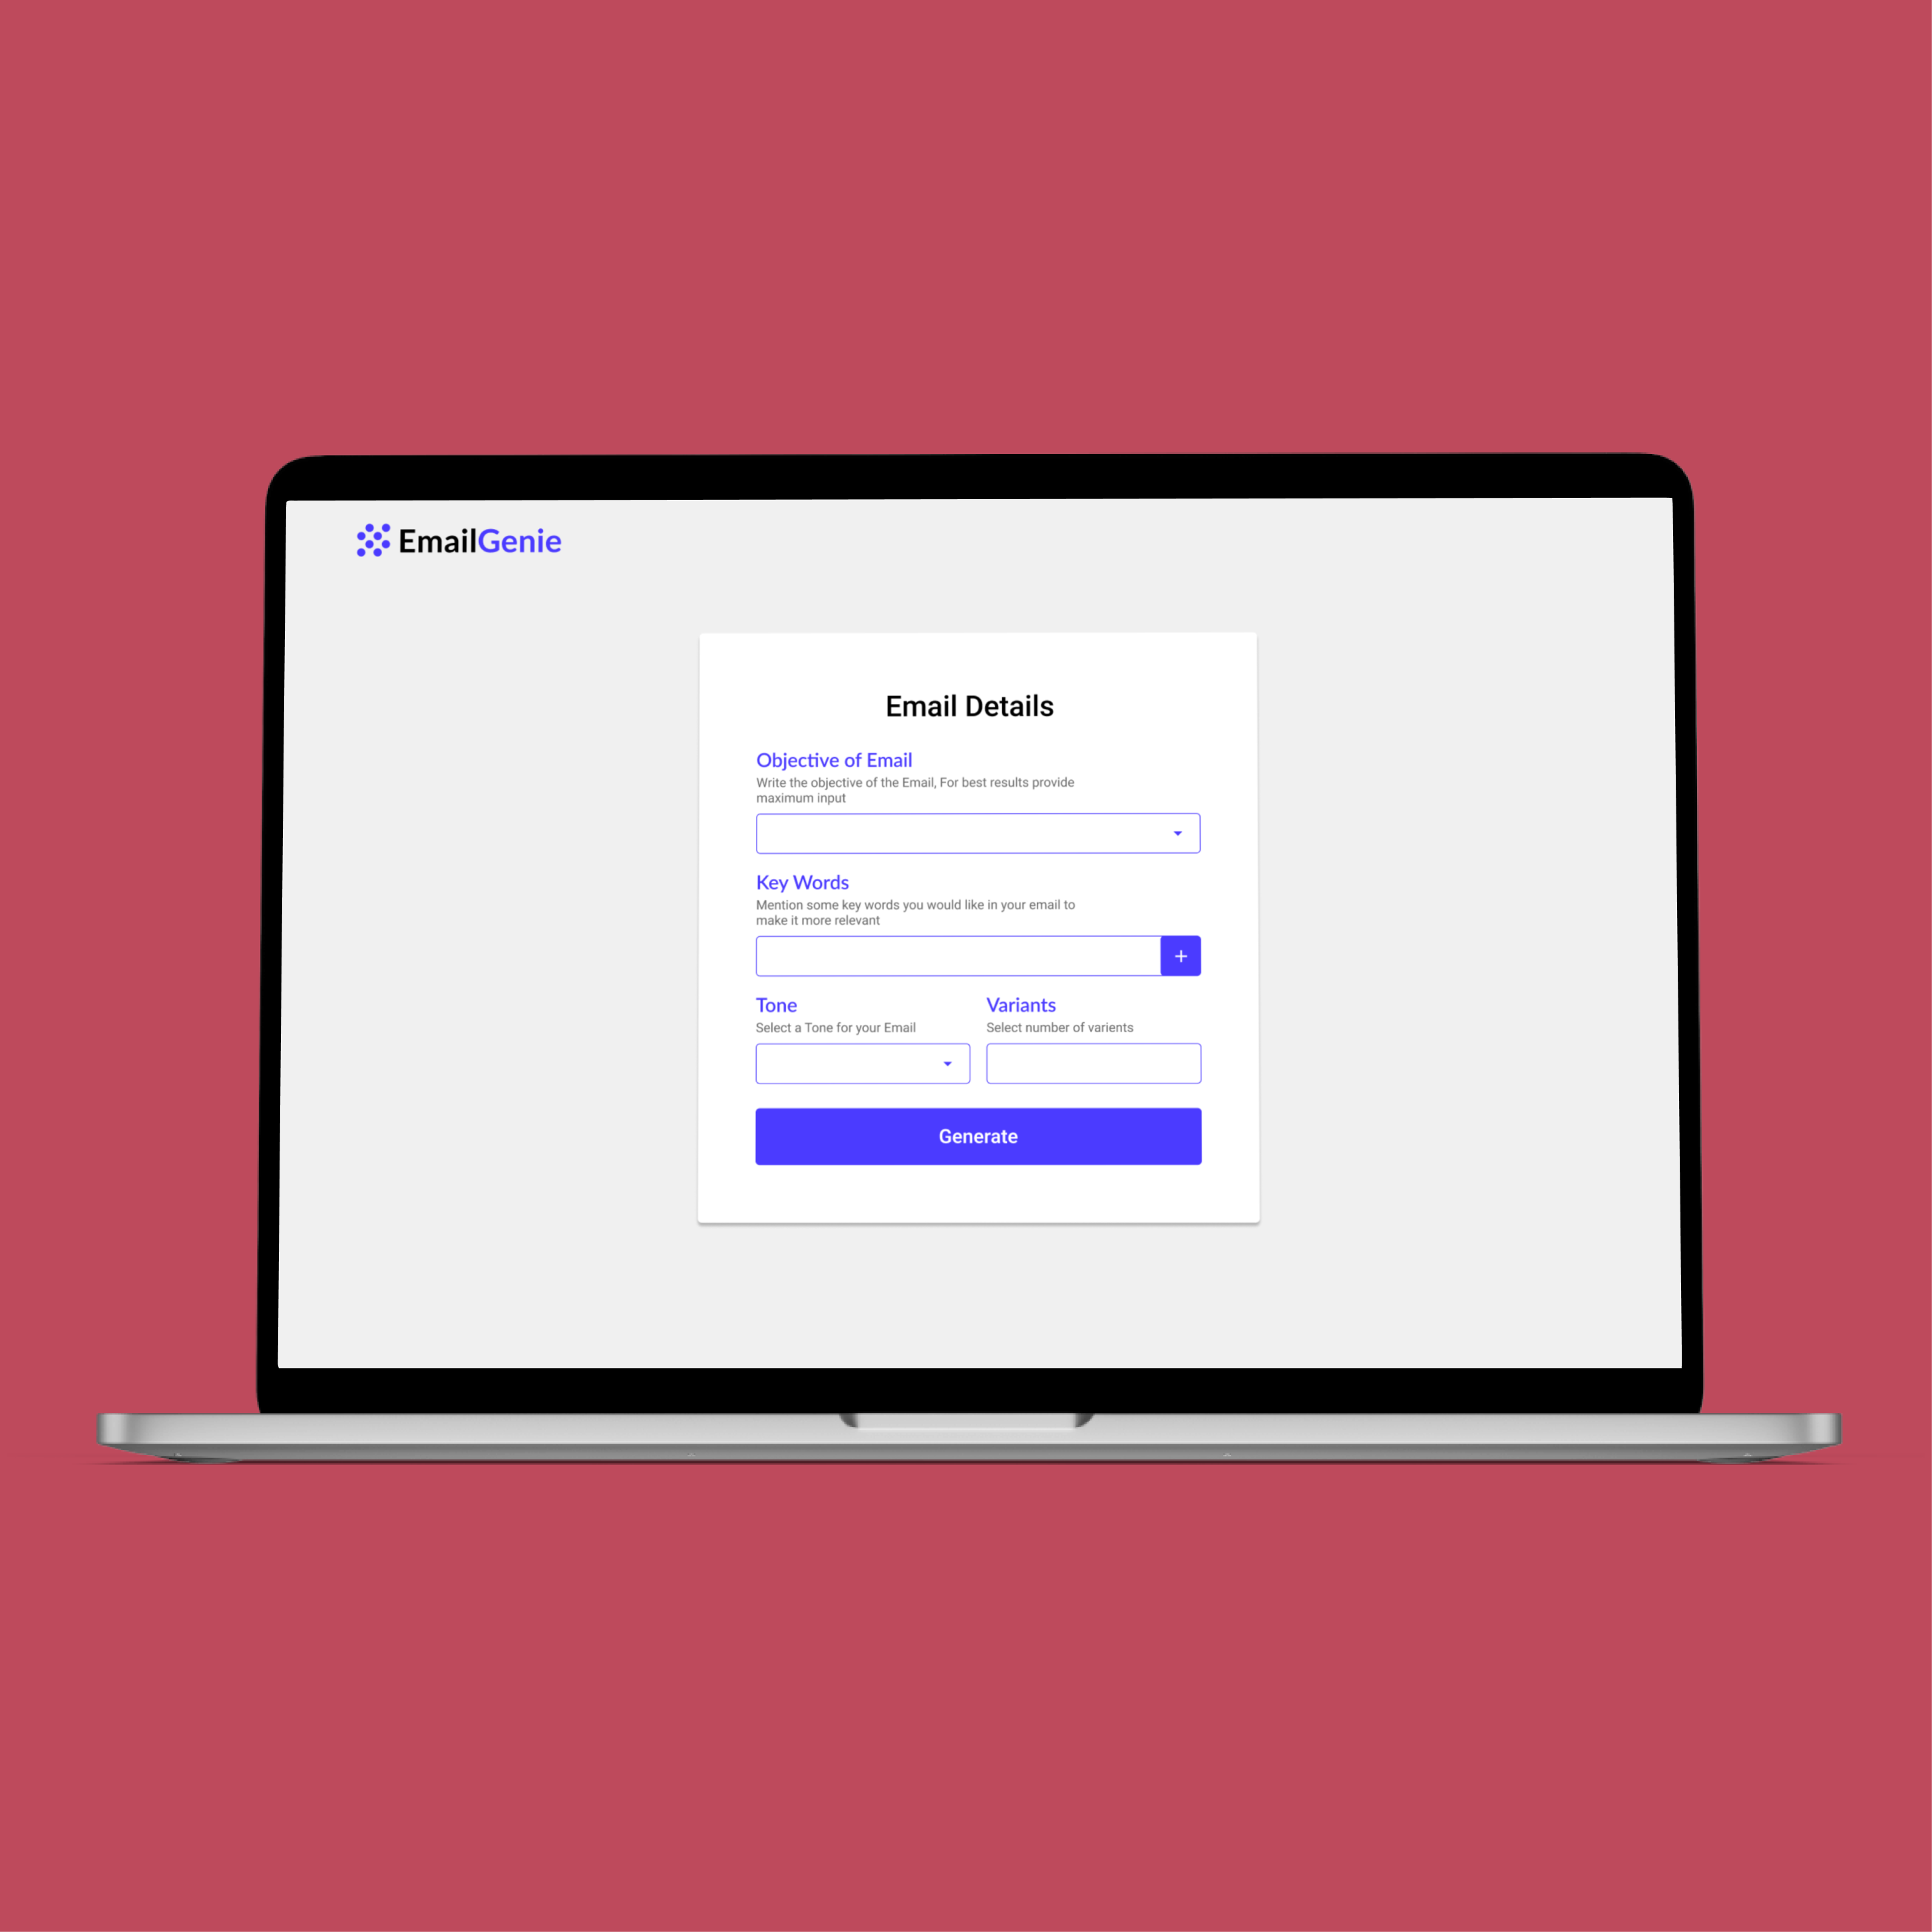 EmailGenie
Email Details
Objective of Email
Write the objective of the Email, For best results provide
maximum input
Key Words
Mention some key words you would like in your email to
make it more relevant
+
Tone
Variants
Select a Tone for your Email
Select number of varients
Generate